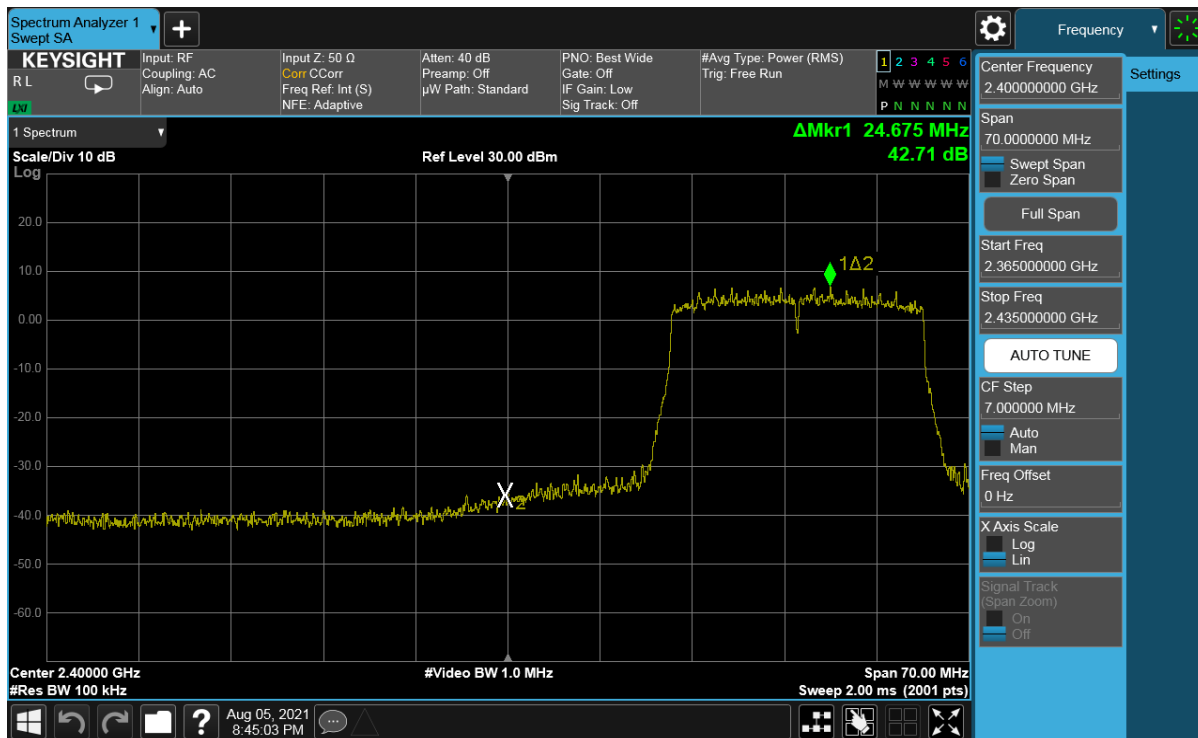 Spectrum Analyzer 1
Swept SA
Frequency
KEYSIGHT
R L
LXI
Input: RF
Coupling: AC
Align: Auto
Input Z: 50 Ω
Corr CCorr
Freq Ref: Int (S)
NFE: Adaptive
Atten: 40 dB
Preamp: Off
µW Path: Standard
PNO: Best Wide
Gate: Off
IF Gain: Low
Sig Track: Off
#Avg Type: Power (RMS)
Trig: Free Run
1 2 3 4 5 6
M W W W W W
P N N N N N
1 Spectrum
Scale/Div 10 dB
Log
Ref Level 30.00 dBm
ΔMkr1 24.675 MHz
42.71 dB
20.0
10.0
0.00
-10.0
-20.0
-30.0
-40.0
-50.0
-60.0
1Δ2
X2
Center 2.40000 GHz
#Res BW 100 kHz
#Video BW 1.0 MHz
Span 70.00 MHz
Sweep 2.00 ms (2001 pts)
Center Frequency
2.400000000 GHz
Settings
Span
70.0000000 MHz
Swept Span
Zero Span
Full Span
Start Freq
2.365000000 GHz
Stop Freq
2.435000000 GHz
AUTO TUNE
CF Step
7.000000 MHz
Auto
Man
Freq Offset
0 Hz
X Axis Scale
Log
Lin
Signal Track
(Span Zoom)
On
Off
?
Aug 05, 2021
8:45:03 PM